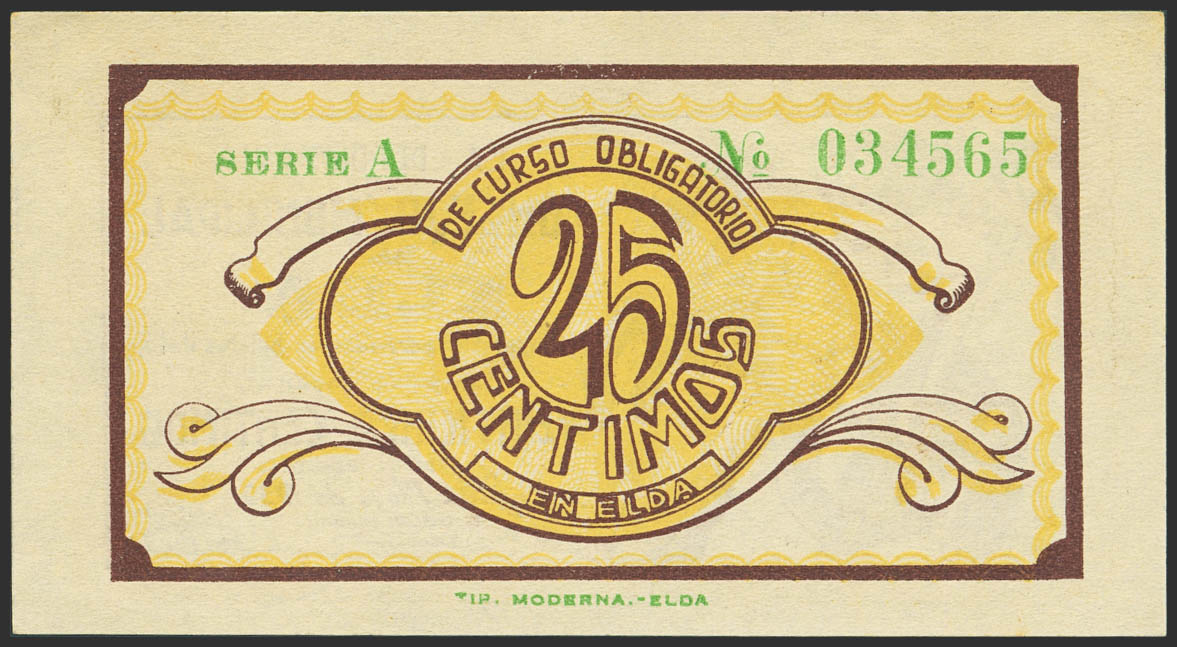 SERIE A
Nº 034565
DE CURSO OBLIGATORIO
25
CENTIMOS
EN ELDA
TIP. MODERNA.-ELDA